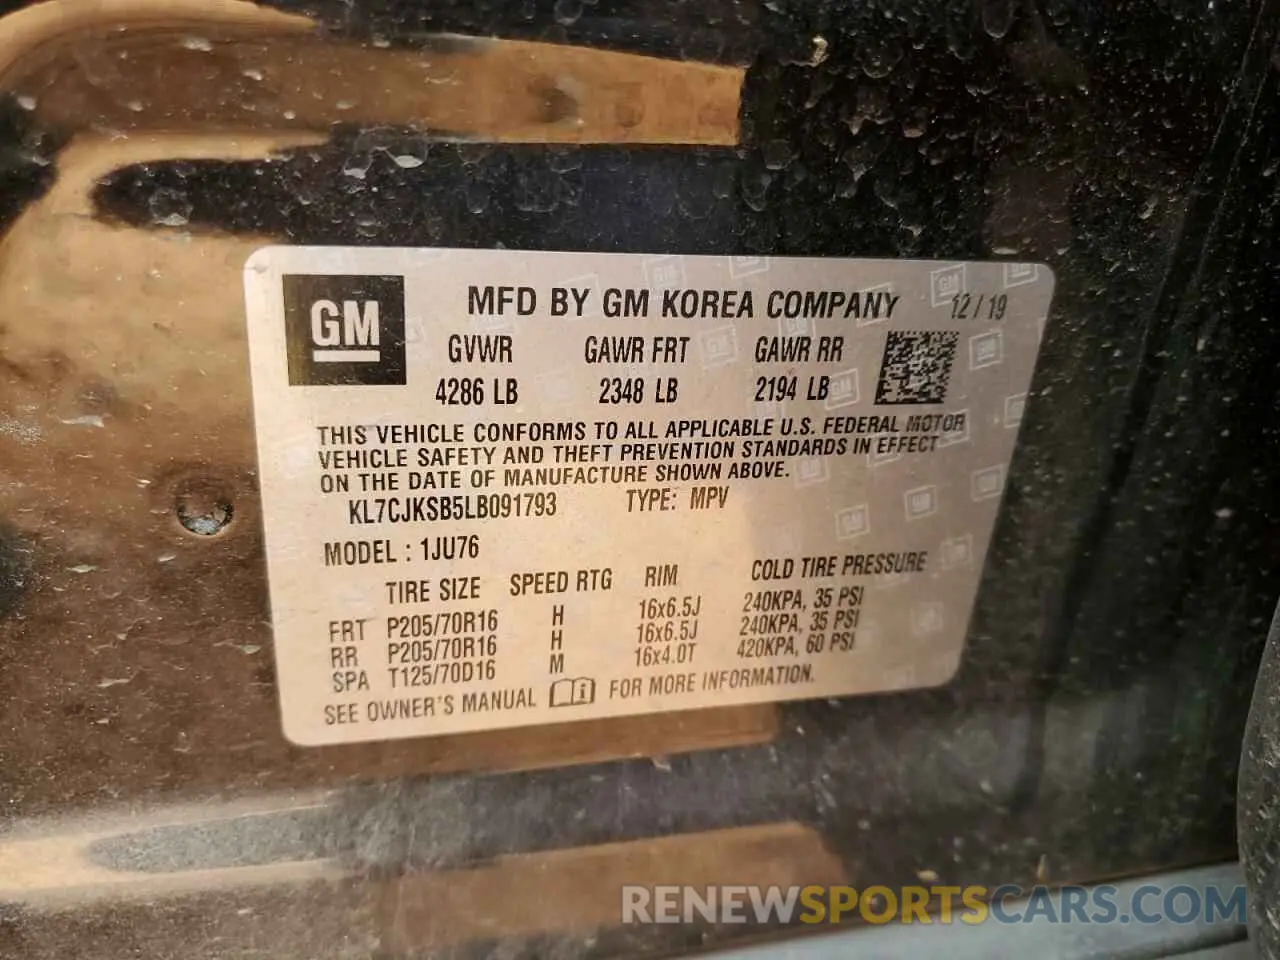 GM
MFD BY GM KOREA COMPANY 12/19
GVWR GAWR FRT GAWR RR
4286 LB 2348 LB 2194 LB
THIS VEHICLE CONFORMS TO ALL APPLICABLE U.S. FEDERAL MOTOR
VEHICLE SAFETY AND THEFT PREVENTION STANDARDS IN EFFECT
ON THE DATE OF MANUFACTURE SHOWN ABOVE.
KL7CJKSB5LB091793 TYPE: MPV
MODEL : 1JU76
TIRE SIZE SPEED RTG RIM COLD TIRE PRESSURE
FRT P205/70R16 H 16x6.5J 240KPA, 35 PSI
RR P205/70R16 H 16x6.5J 240KPA, 35 PSI
SPA T125/70D16 M 16x4.0T 420KPA, 60 PSI
SEE OWNER'S MANUAL FOR MORE INFORMATION.
RENEWSPORTSCARS.COM